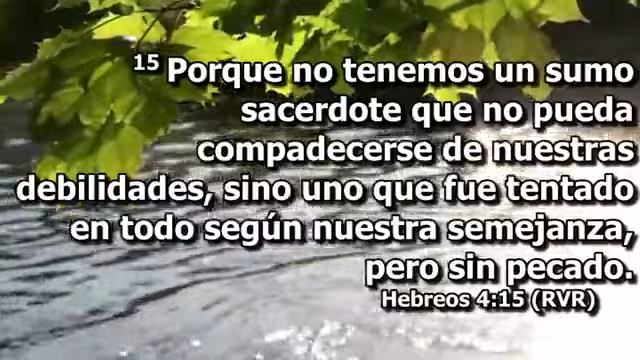 15 Porque no tenemos un sumo
sacerdote que no pueda
compadecerse de nuestras
debilidades, sino uno que fue tentado
en todo según nuestra semejanza,
pero sin pecado.
Hebreos 4:15 (RVR)